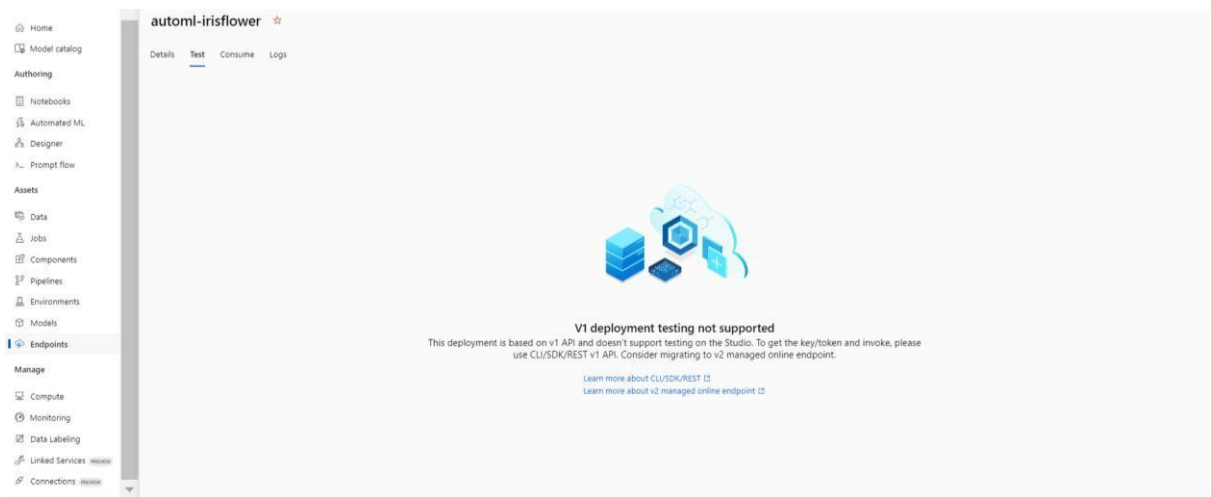 automl-irisflower
Details Test Consume Logs
Home
Model catalog
Authoring
Notebooks
Automated ML
Designer
Prompt flow
Assets
Data
Jobs
Components
Pipelines
Environments
Models
Endpoints
Manage
Compute
Monitoring
Data Labeling
Linked Services PREVIEW
Connections PREVIEW
V1 deployment testing not supported
This deployment is based on v1 API and doesn't support testing on the Studio. To get the key/token and invoke, please
use CLI/SDK/REST v1 API. Consider migrating to v2 managed online endpoint.
Learn more about CLI/SDK/REST
Learn more about v2 managed online endpoint